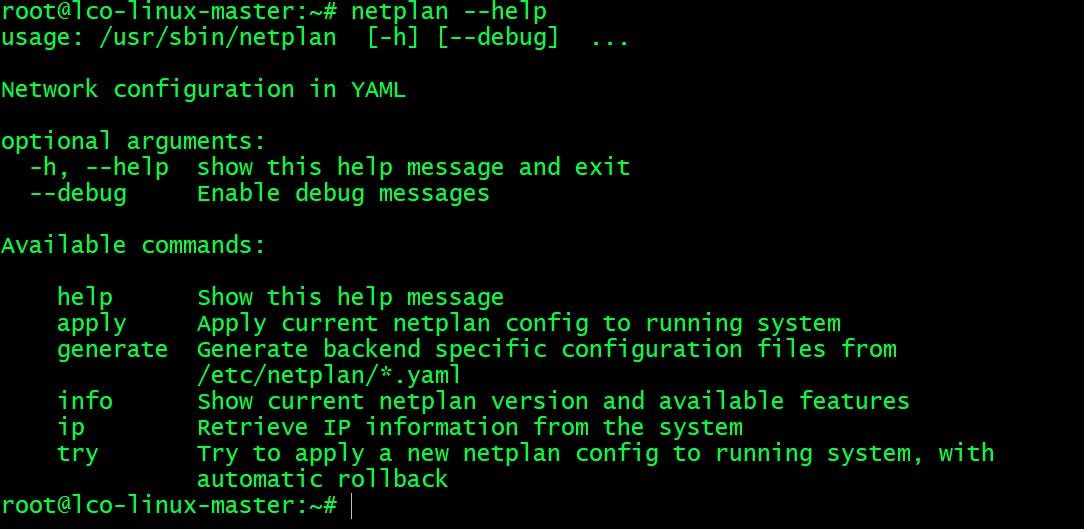 root@lco-linux-master:~# netplan --help
usage: /usr/sbin/netplan  [-h] [--debug]  ...
Network configuration in YAML
optional arguments:
  -h, --help  show this help message and exit
  --debug     Enable debug messages
Available commands:
    help      Show this help message
    apply     Apply current netplan config to running system
    generate  Generate backend specific configuration files from
              /etc/netplan/*.yaml
    info      Show current netplan version and available features
    ip        Retrieve IP information from the system
    try       Try to apply a new netplan config to running system, with
              automatic rollback
root@lco-linux-master:~#